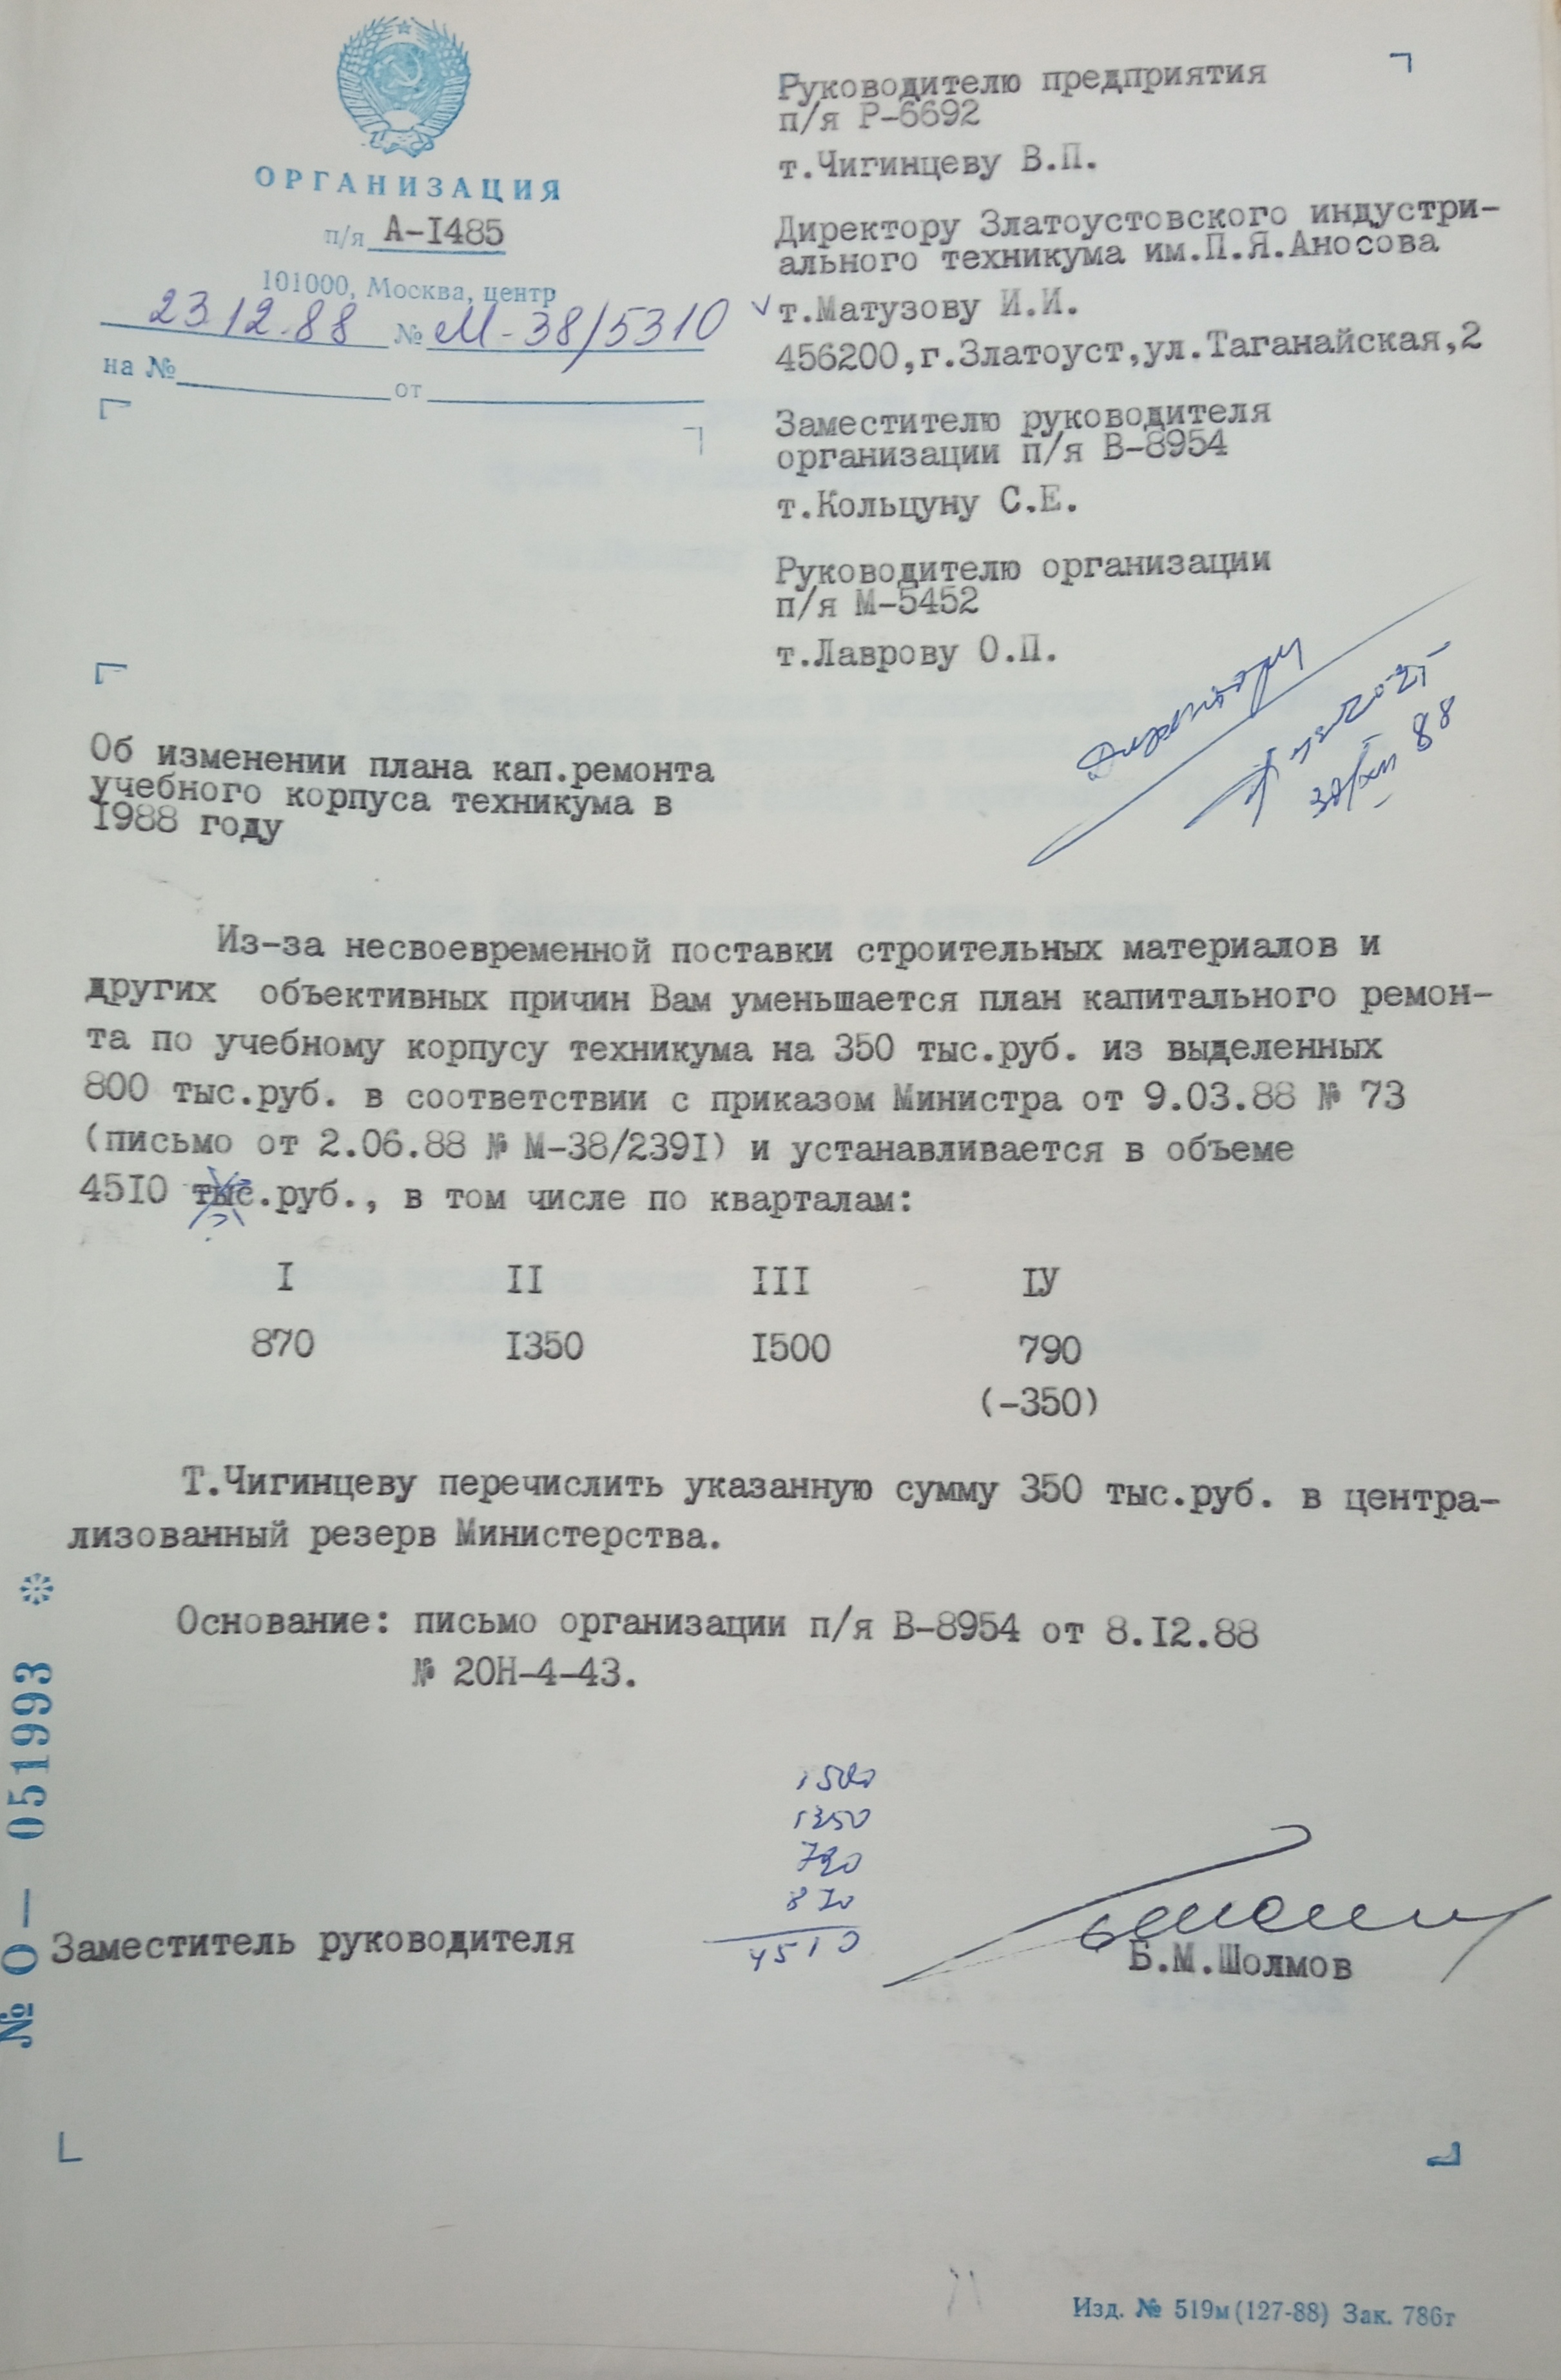 ОРГАНИЗАЦИЯ
п/я А-I485
101000, Москва, центр
23.12.88 № М-38/5310
на № от
Руководителю предприятия
п/я Р-6692
т.Чигинцеву В.П.
Директору Златоустовского индустри-
ального техникума им.П.Я.Аносова
т.Матузову И.И.
456200,г.Златоуст,ул.Таганайская,2
Заместителю руководителя
организации п/я В-8954
т.Кольцуну С.Е.
Руководителю организации
п/я М-5452
т.Лаврову О.П.
Директору
30/XII 88
Об изменении плана кап.ремонта
учебного корпуса техникума в
I988 году
Из-за несвоевременной поставки строительных материалов и
других объективных причин Вам уменьшается план капитального ремон-
та по учебному корпусу техникума на 350 тыс.руб. из выделенных
800 тыс.руб. в соответствии с приказом Министра от 9.03.88 № 73
(письмо от 2.06.88 № М-38/239I) и устанавливается в объеме
45I0 тыс.руб., в том числе по кварталам:
I II III IУ
870 I350 I500 790
(-350)
Т.Чигинцеву перечислить указанную сумму 350 тыс.руб. в центра-
лизованный резерв Министерства.
Основание: письмо организации п/я В-8954 от 8.I2.88
№ 20Н-4-43.
1500
1350
790
870
4510
Заместитель руководителя
Б.М.Шолмов
№ О— 051993 *
Изд. № 519м (127-88) Зак. 786т